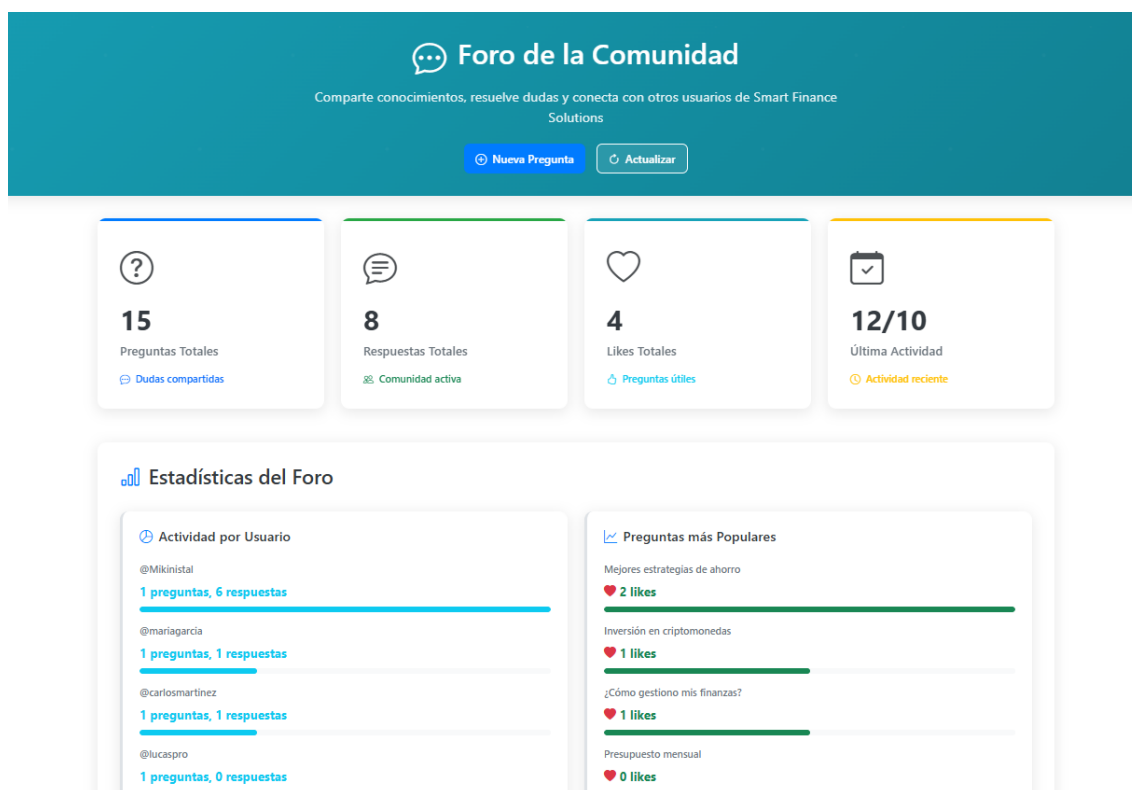 Foro de la Comunidad
Comparte conocimientos, resuelve dudas y conecta con otros usuarios de Smart Finance
Solutions
Nueva Pregunta
Actualizar
15
Preguntas Totales
Dudas compartidas
8
Respuestas Totales
Comunidad activa
4
Likes Totales
Preguntas útiles
12/10
Última Actividad
Actividad reciente
Estadísticas del Foro
Actividad por Usuario
@Mikinistal
1 preguntas, 6 respuestas
@mariagarcia
1 preguntas, 1 respuestas
@carlosmartinez
1 preguntas, 1 respuestas
@lucaspro
1 preguntas, 0 respuestas
Preguntas más Populares
Mejores estrategias de ahorro
2 likes
Inversión en criptomonedas
1 likes
¿Cómo gestiono mis finanzas?
1 likes
Presupuesto mensual
0 likes